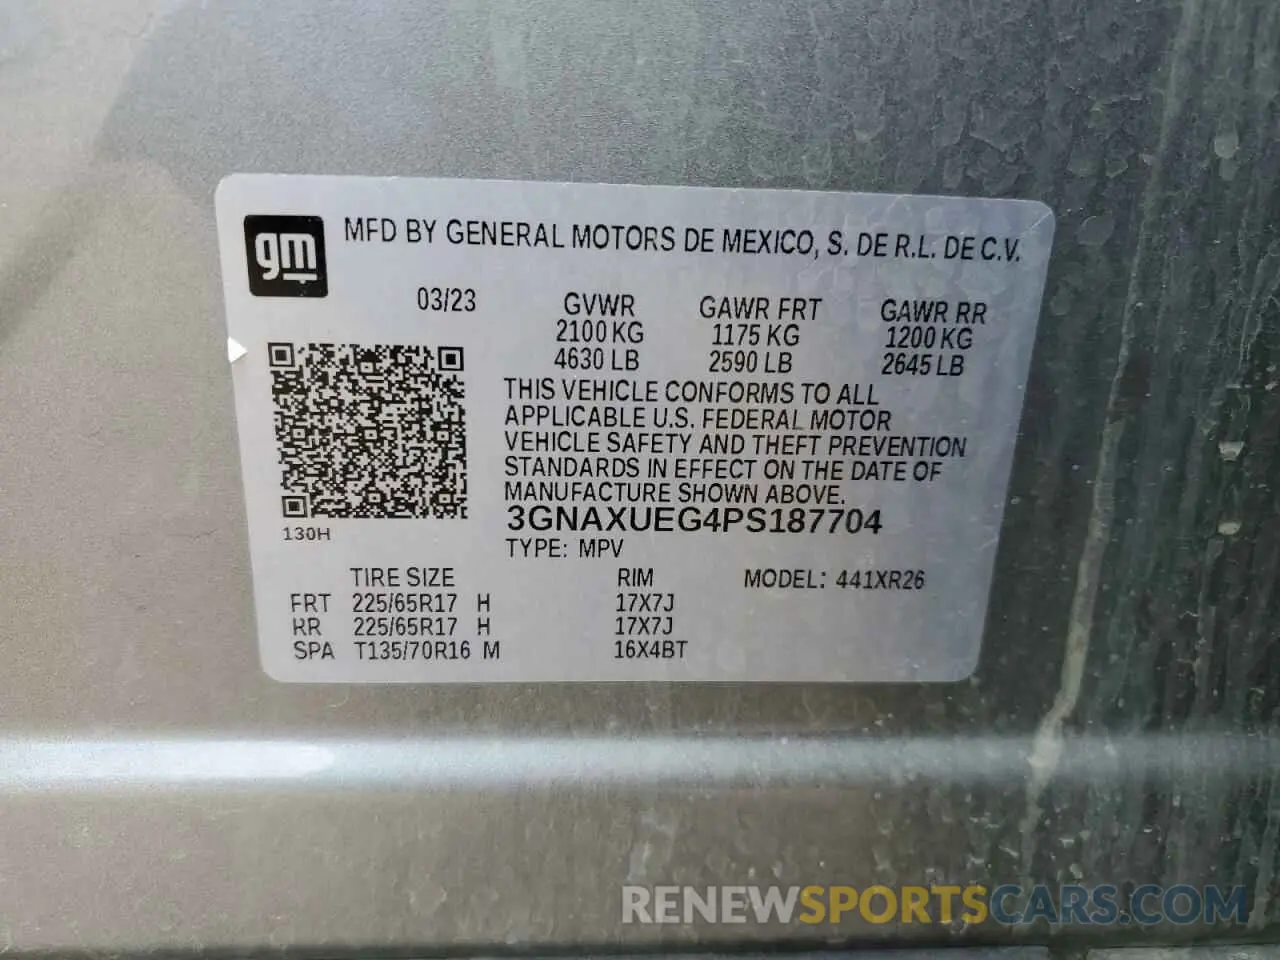 gm
MFD BY GENERAL MOTORS DE MEXICO, S. DE R.L. DE C.V.
03/23 GVWR GAWR FRT GAWR RR
2100 KG 1175 KG 1200 KG
4630 LB 2590 LB 2645 LB
THIS VEHICLE CONFORMS TO ALL
APPLICABLE U.S. FEDERAL MOTOR
VEHICLE SAFETY AND THEFT PREVENTION
STANDARDS IN EFFECT ON THE DATE OF
MANUFACTURE SHOWN ABOVE.
3GNAXUEG4PS187704
130H
TYPE: MPV
TIRE SIZE RIM MODEL: 441XR26
FRT 225/65R17 H 17X7J
RR 225/65R17 H 17X7J
SPA T135/70R16 M 16X4BT
RENEWSPORTSCARS.COM